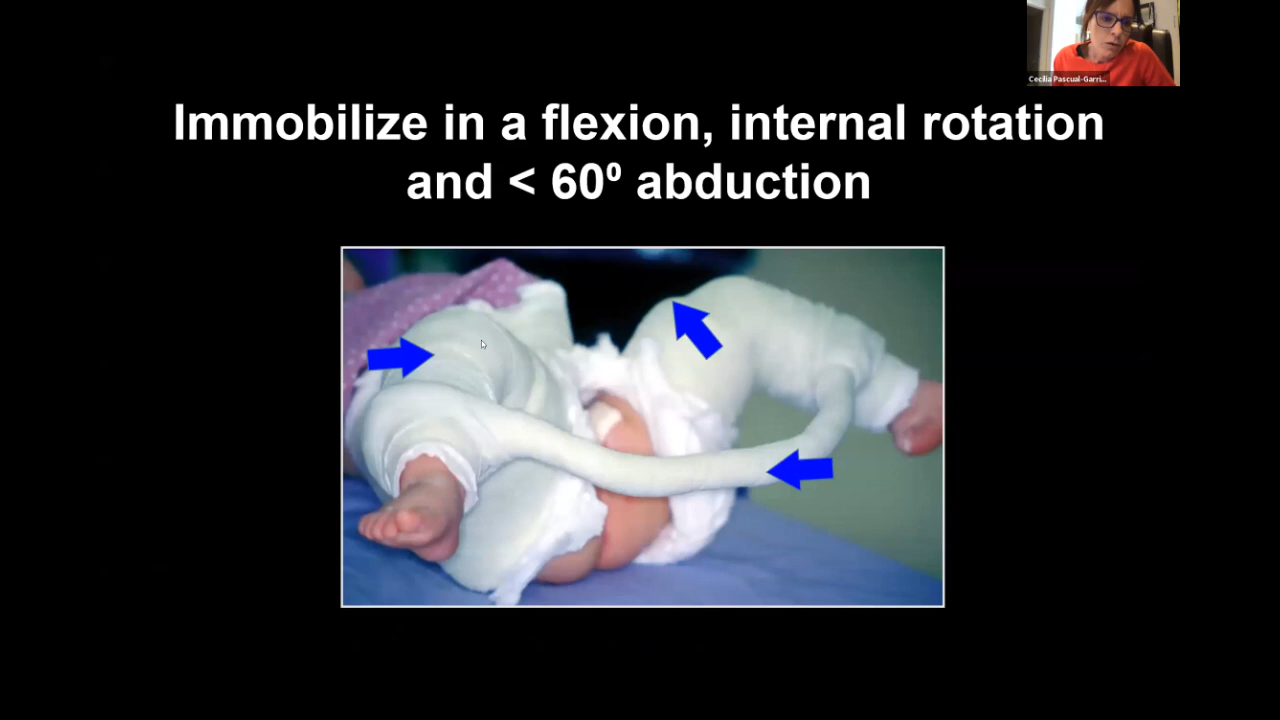 Cecilia Pascual-Garri...
Immobilize in a flexion, internal rotation
and < 60º abduction